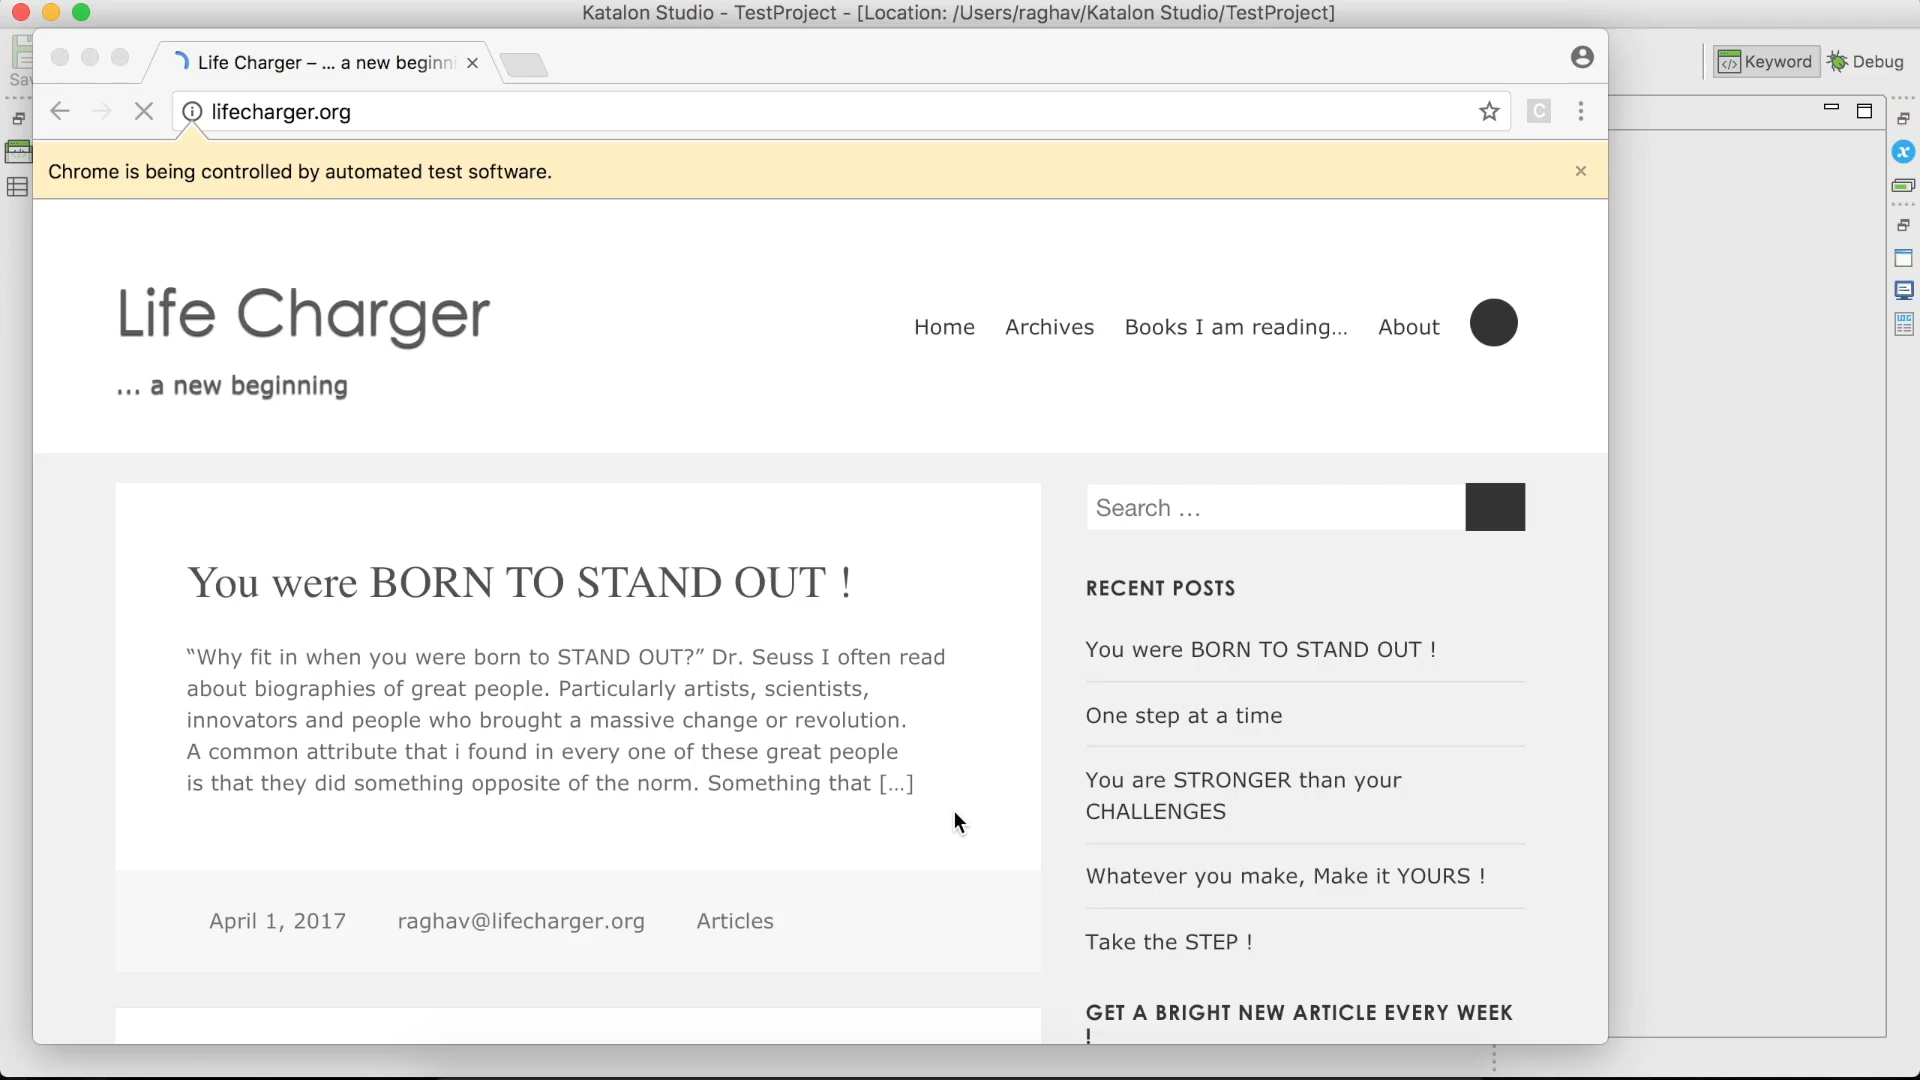 Katalon Studio - TestProject - [Location: /Users/raghav/Katalon Studio/TestProject]
Life Charger – ... a new beginni
Keyword
Debug
lifecharger.org
C
Chrome is being controlled by automated test software.
Life Charger
... a new beginning
Home Archives Books I am reading... About
Search ...
You were BORN TO STAND OUT !
“Why fit in when you were born to STAND OUT?” Dr. Seuss I often read
about biographies of great people. Particularly artists, scientists,
innovators and people who brought a massive change or revolution.
A common attribute that i found in every one of these great people
is that they did something opposite of the norm. Something that [...]
April 1, 2017 raghav@lifecharger.org Articles
RECENT POSTS
You were BORN TO STAND OUT !
One step at a time
You are STRONGER than your
CHALLENGES
Whatever you make, Make it YOURS !
Take the STEP !
GET A BRIGHT NEW ARTICLE EVERY WEEK
!